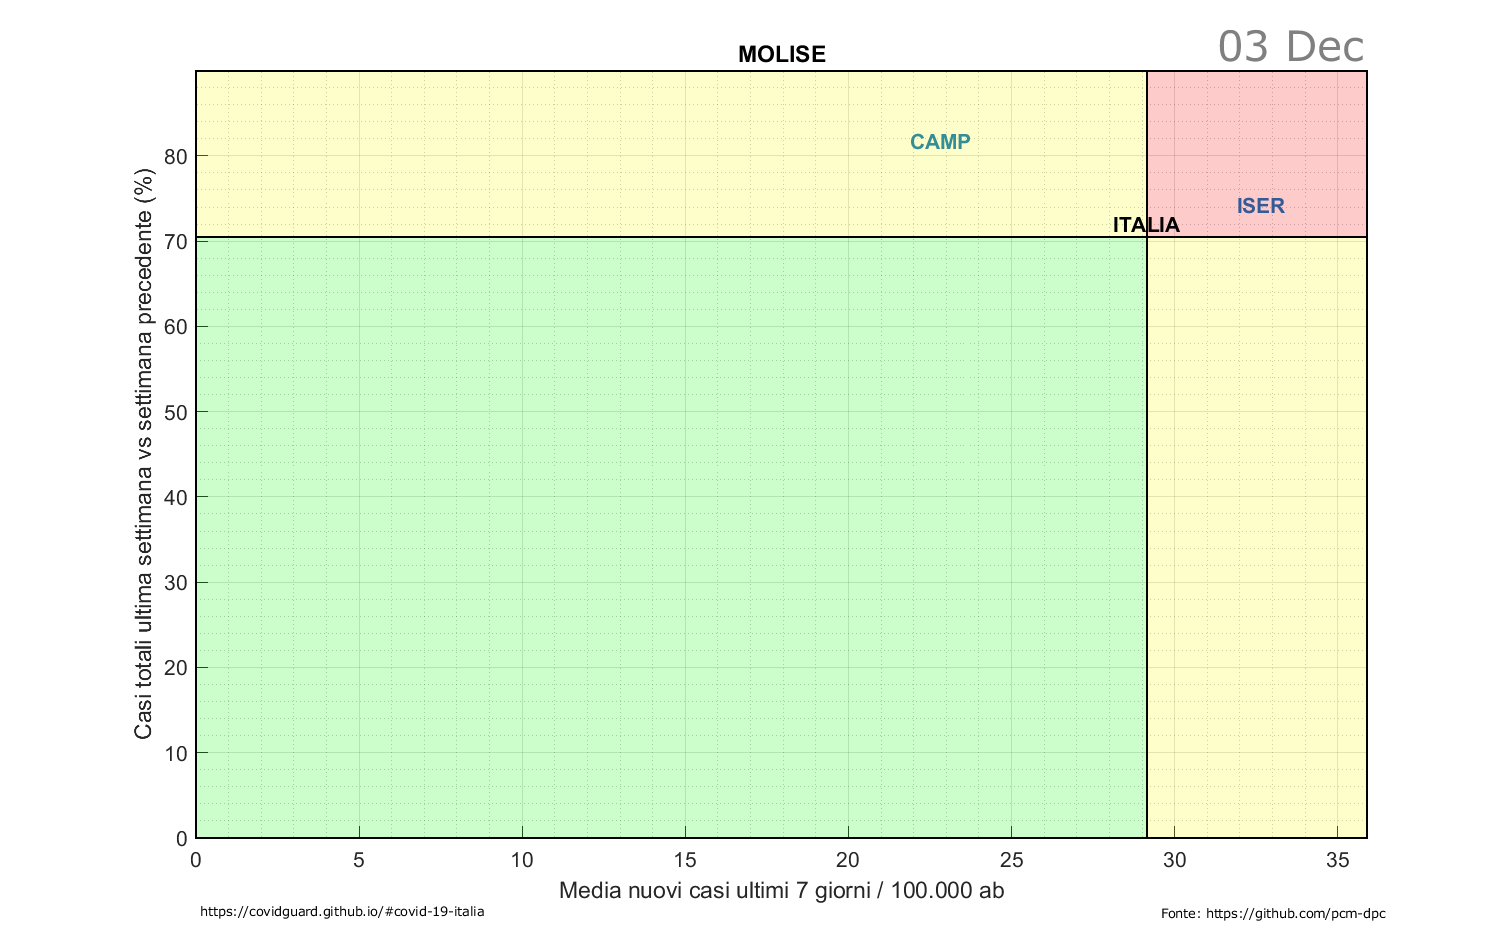 03 Dec
MOLISE
CAMP
ISER
ITALIA
Casi totali ultima settimana vs settimana precedente (%)
80
70
60
50
40
30
20
10
0
0 5 10 15 20 25 30 35
Media nuovi casi ultimi 7 giorni / 100.000 ab
https://covidguard.github.io/#covid-19-italia
Fonte: https://github.com/pcm-dpc